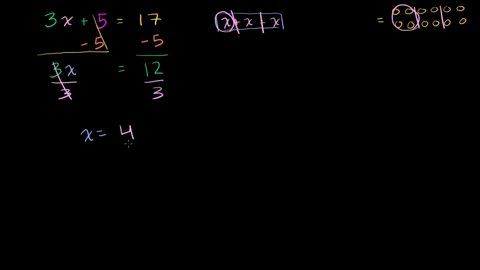 3x + 5 = 17
-5 -5
3x = 12
3 3
x = 4
x + x + x =